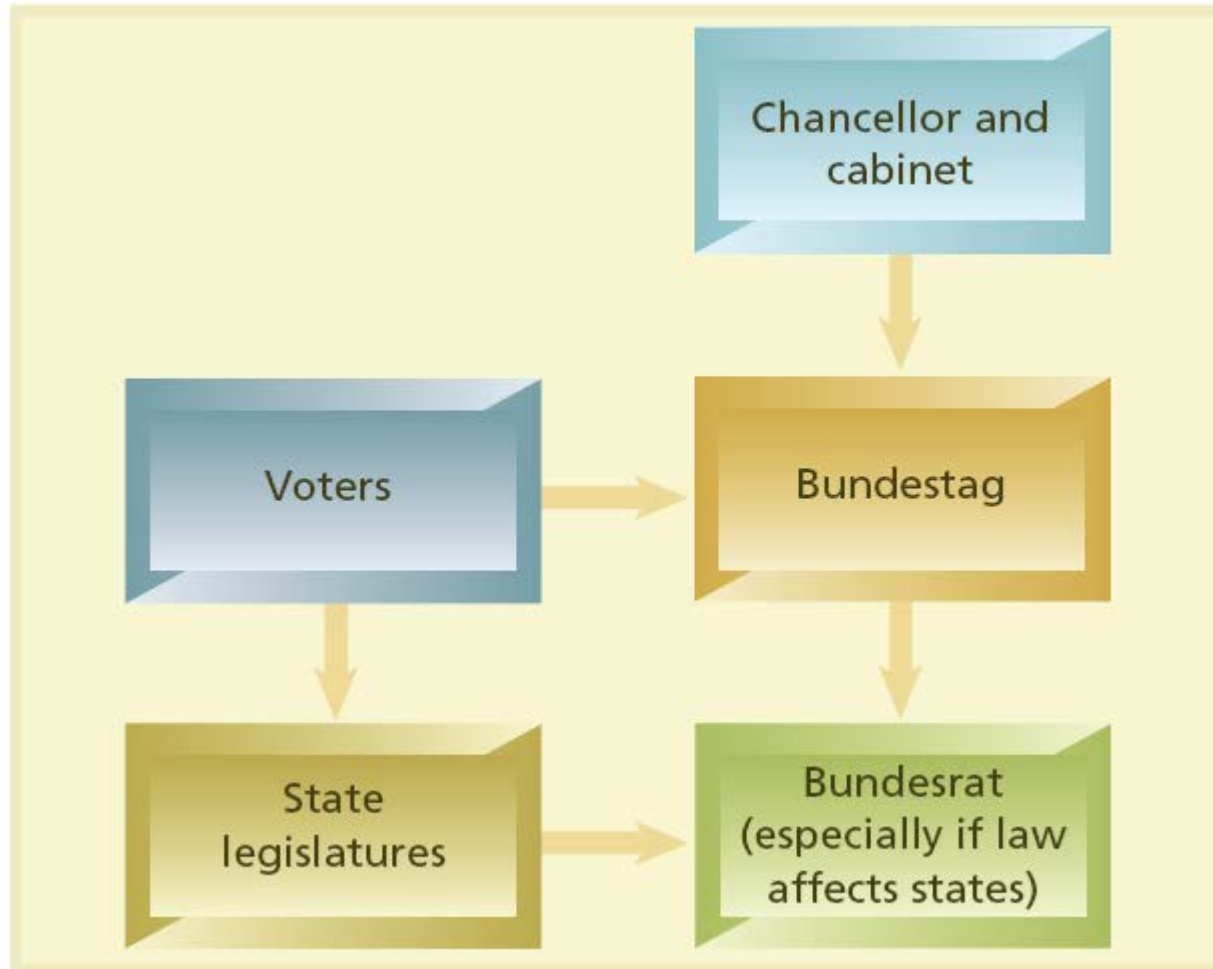 Chancellor and
cabinet
Voters
Bundestag
State
legislatures
Bundesrat
(especially if law
affects states)